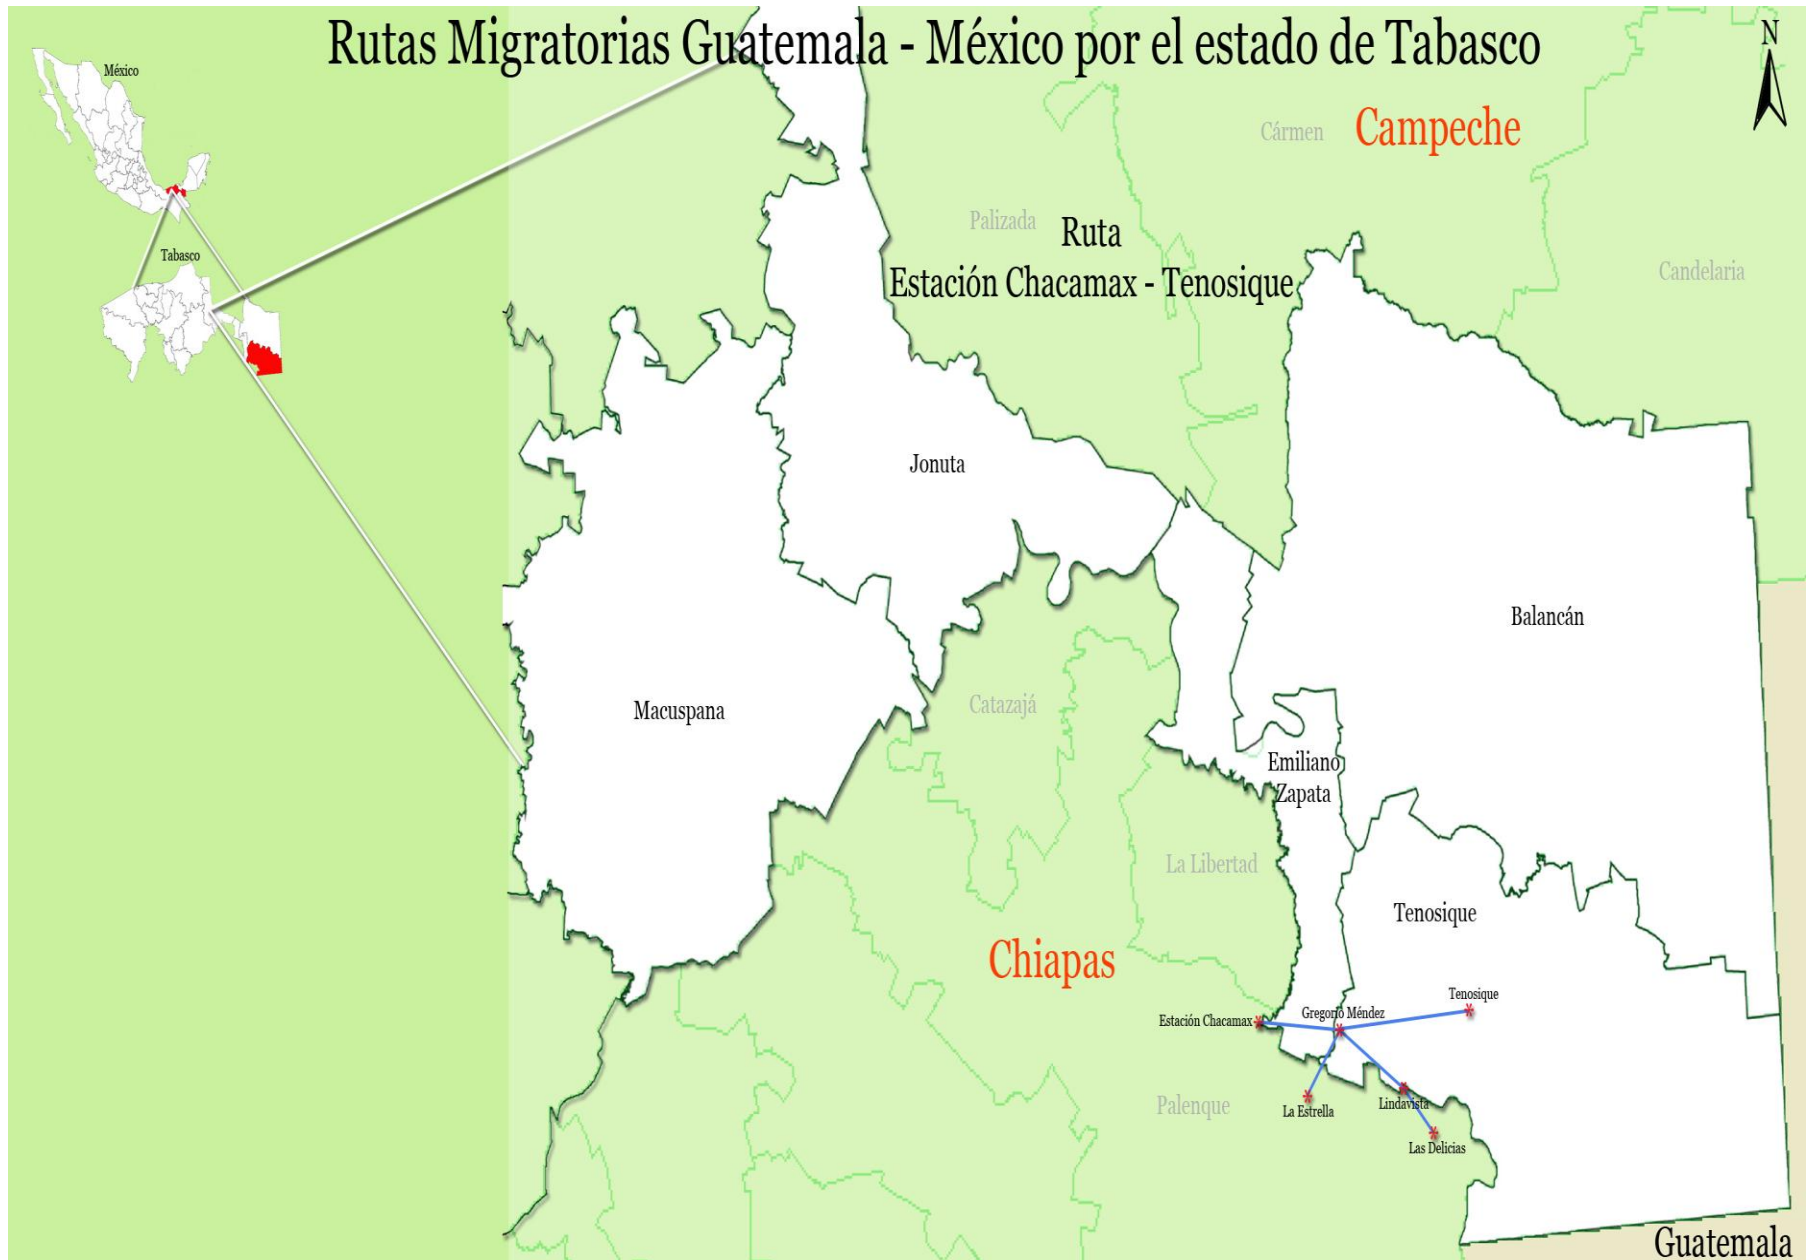 Rutas Migratorias Guatemala - México por el estado de Tabasco
N
México
Cármen
Campeche
Palizada
Ruta
Estación Chacamax - Tenosique
Tabasco
Candelaria
Jonuta
Balancán
Catazajá
Macuspana
Emiliano
Zapata
La Libertad
Tenosique
Chiapas
Tenosique
Gregorio Méndez
Estación Chacamax
Palenque
La Estrella
Lindavista
Las Delicias
Guatemala